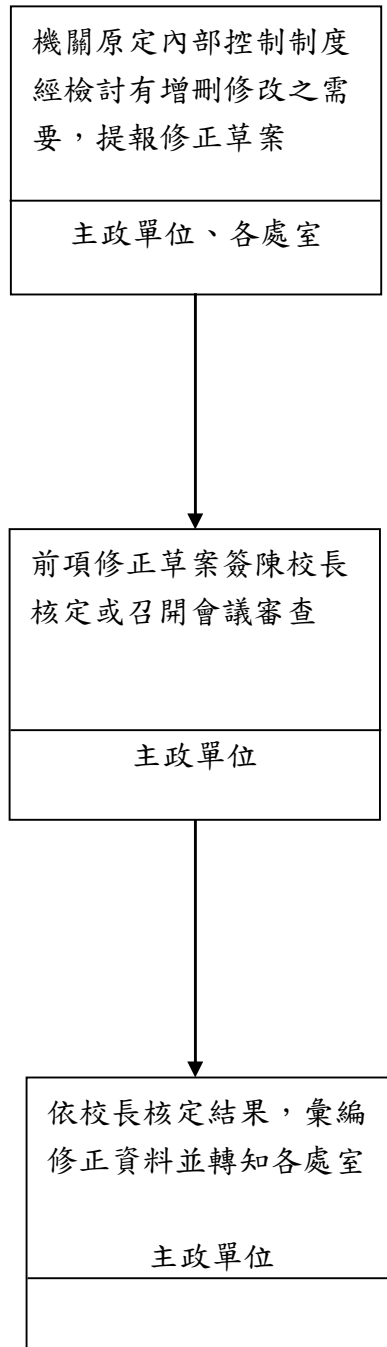 機關原定內部控制制度
經檢討有增刪修改之需
要，提報修正草案
主政單位、各處室
前項修正草案簽陳校長
核定或召開會議審查
主政單位
依校長核定結果，彙編
修正資料並轉知各處室
主政單位